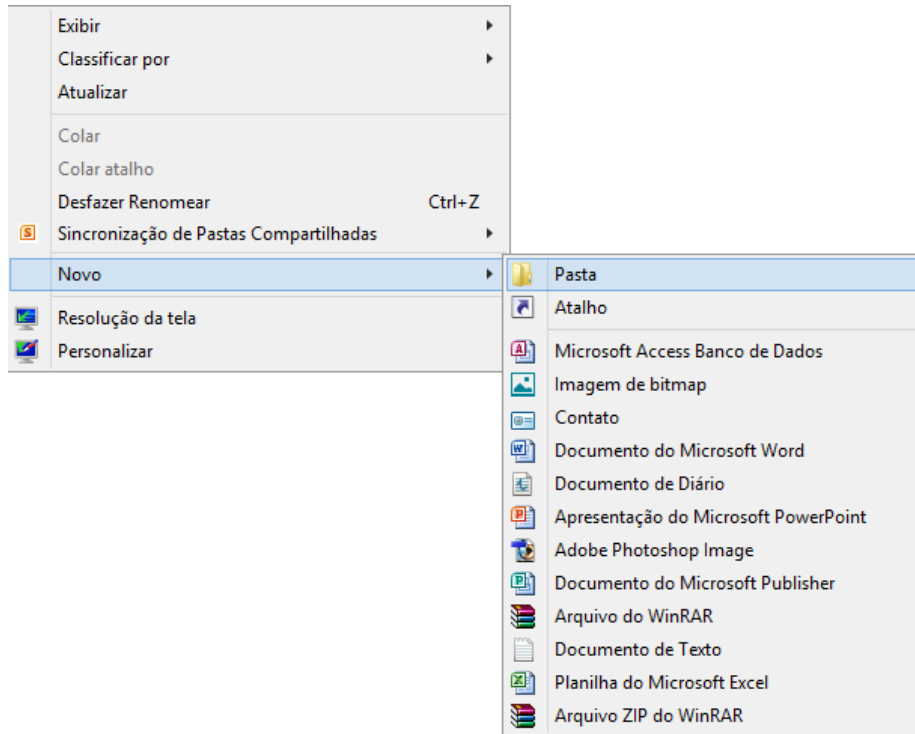 Exibir
Classificar por
Atualizar
Colar
Colar atalho
Desfazer Renomear Ctrl+Z
Sincronização de Pastas Compartilhadas
Novo
Resolução da tela
Personalizar
Pasta
Atalho
Microsoft Access Banco de Dados
Imagem de bitmap
Contato
Documento do Microsoft Word
Documento de Diário
Apresentação do Microsoft PowerPoint
Adobe Photoshop Image
Documento do Microsoft Publisher
Arquivo do WinRAR
Documento de Texto
Planilha do Microsoft Excel
Arquivo ZIP do WinRAR